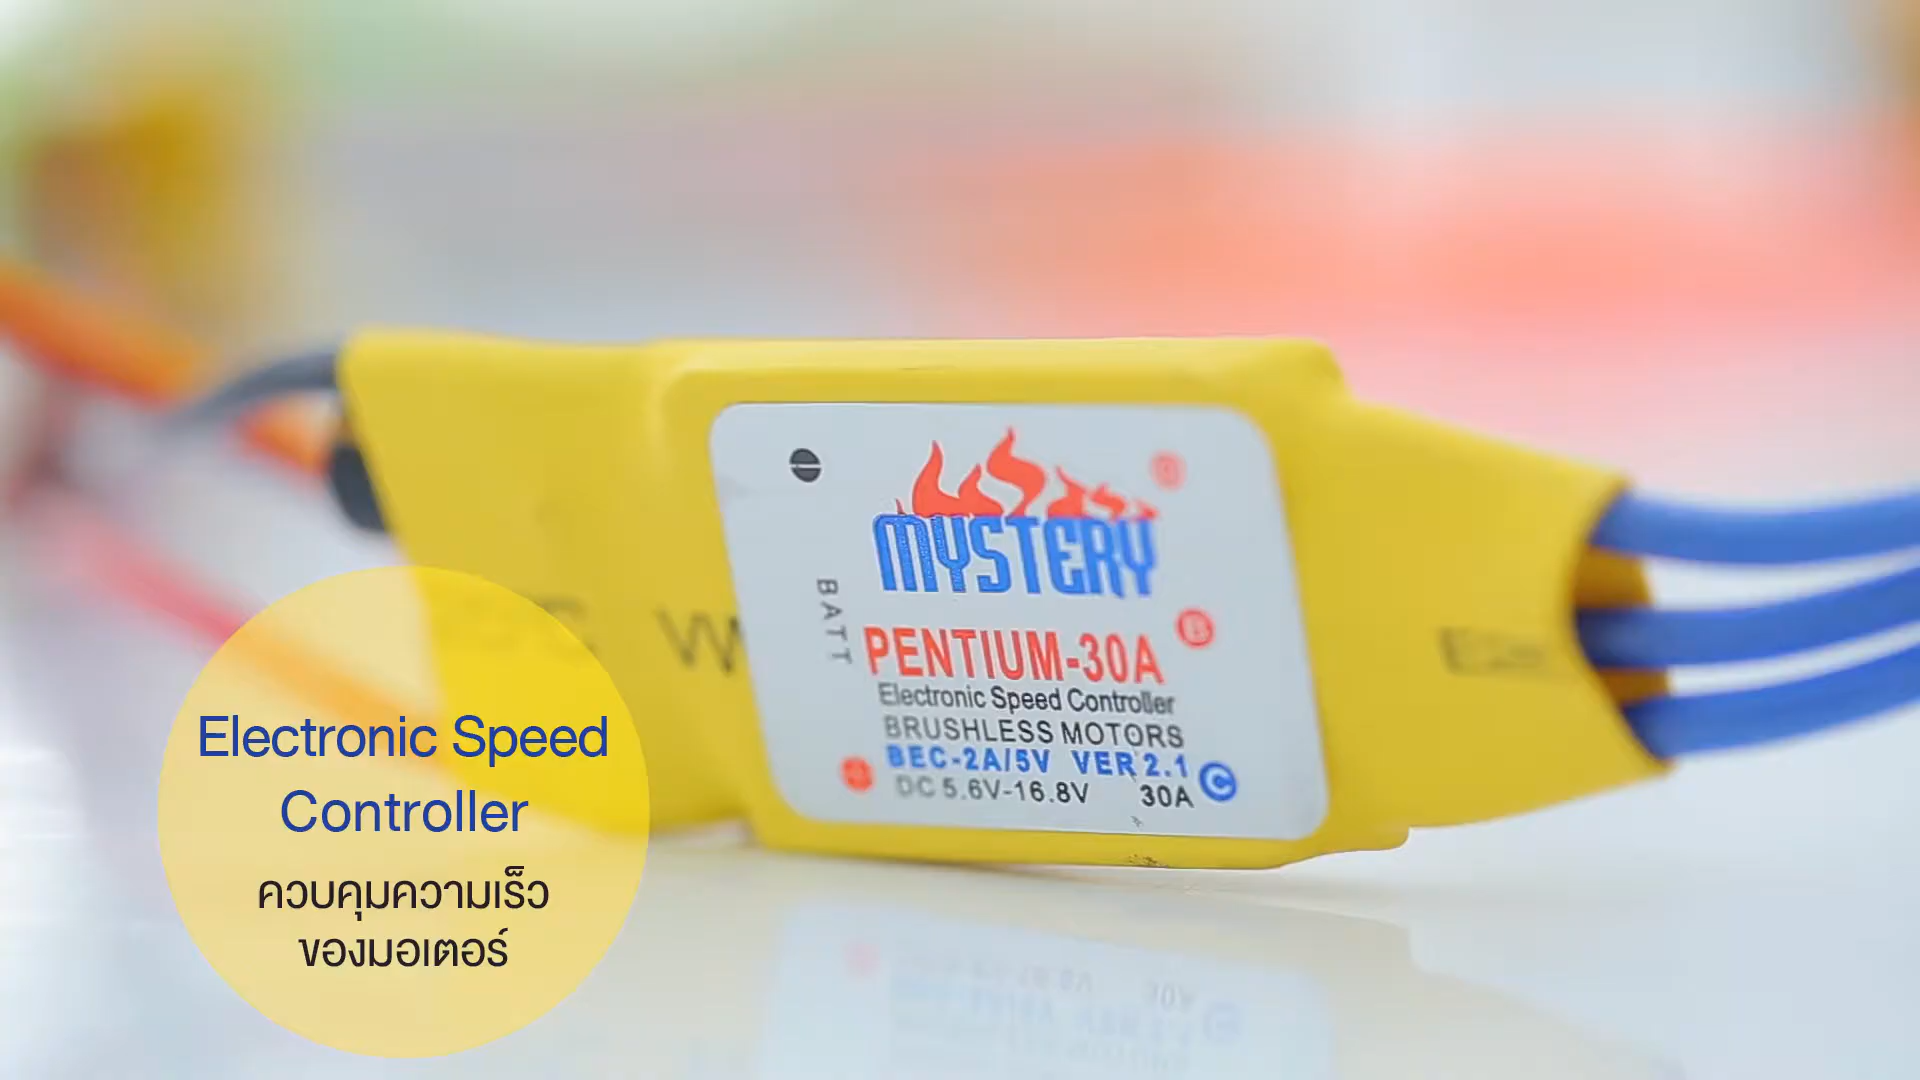 MYSTERY
BATT
PENTIUM-30A
Electronic Speed Controller
BRUSHLESS MOTORS
BEC-2A/5V VER 2.1
DC 5.6V-16.8V 30A
Electronic Speed
Controller
ควบคุมความเร็ว
ของมอเตอร์